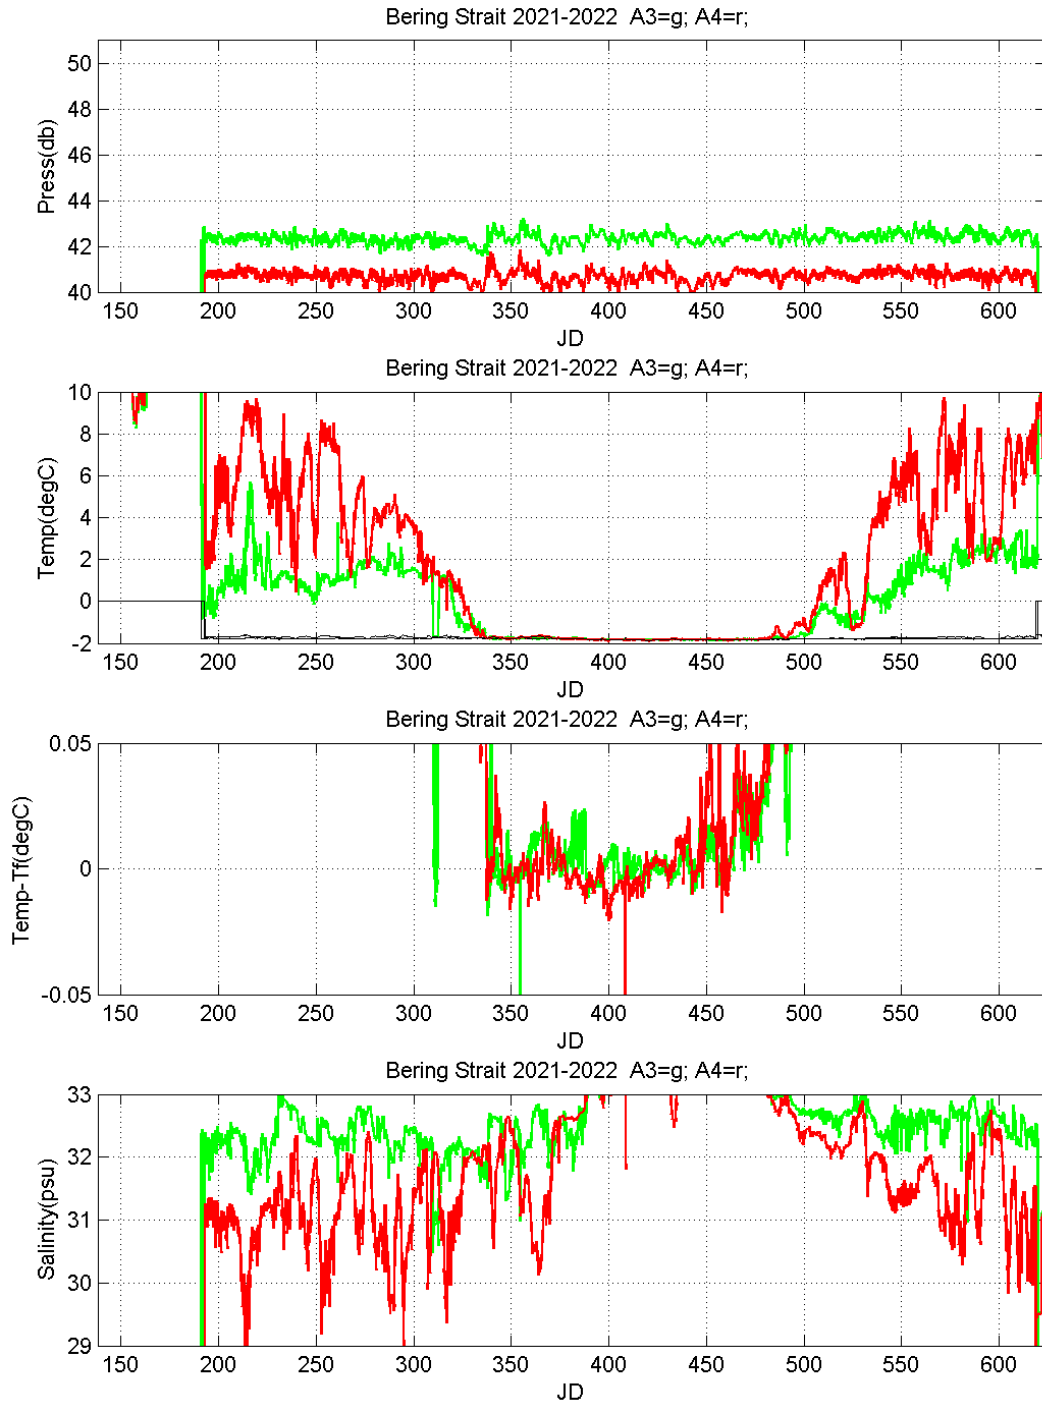 Bering Strait 2021-2022 A3=g; A4=r;
Press(db)
50
48
46
44
42
40
150 200 250 300 350 400 450 500 550 600
JD
Bering Strait 2021-2022 A3=g; A4=r;
Temp(degC)
10
8
6
4
2
0
-2
150 200 250 300 350 400 450 500 550 600
JD
Bering Strait 2021-2022 A3=g; A4=r;
Temp-Tf(degC)
0.05
0
-0.05
150 200 250 300 350 400 450 500 550 600
JD
Bering Strait 2021-2022 A3=g; A4=r;
Salinity(psu)
33
32
31
30
29
150 200 250 300 350 400 450 500 550 600
JD